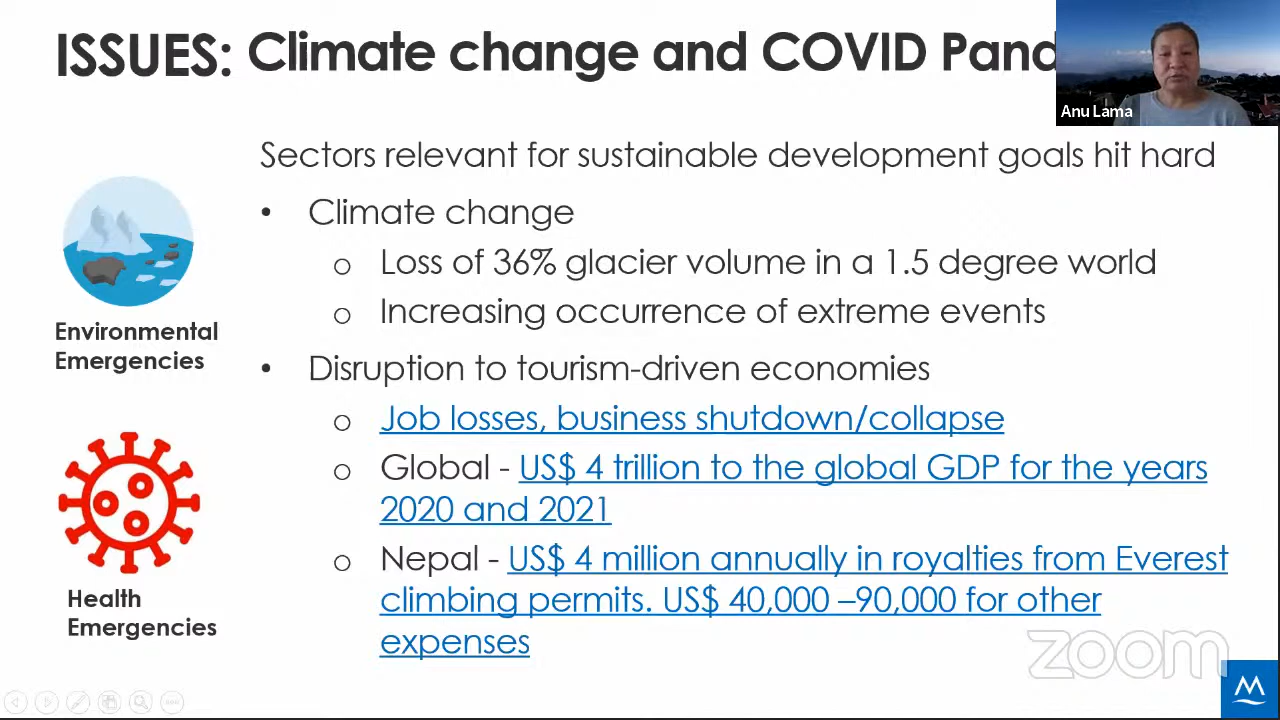 ISSUES: Climate change and COVID Pand
Anu Lama
Sectors relevant for sustainable development goals hit hard
• Climate change
o Loss of 36% glacier volume in a 1.5 degree world
o Increasing occurrence of extreme events
Environmental
Emergencies
• Disruption to tourism-driven economies
o Job losses, business shutdown/collapse
o Global - US$ 4 trillion to the global GDP for the years
2020 and 2021
o Nepal - US$ 4 million annually in royalties from Everest
climbing permits. US$ 40,000 –90,000 for other
expenses
Health
Emergencies
zoom